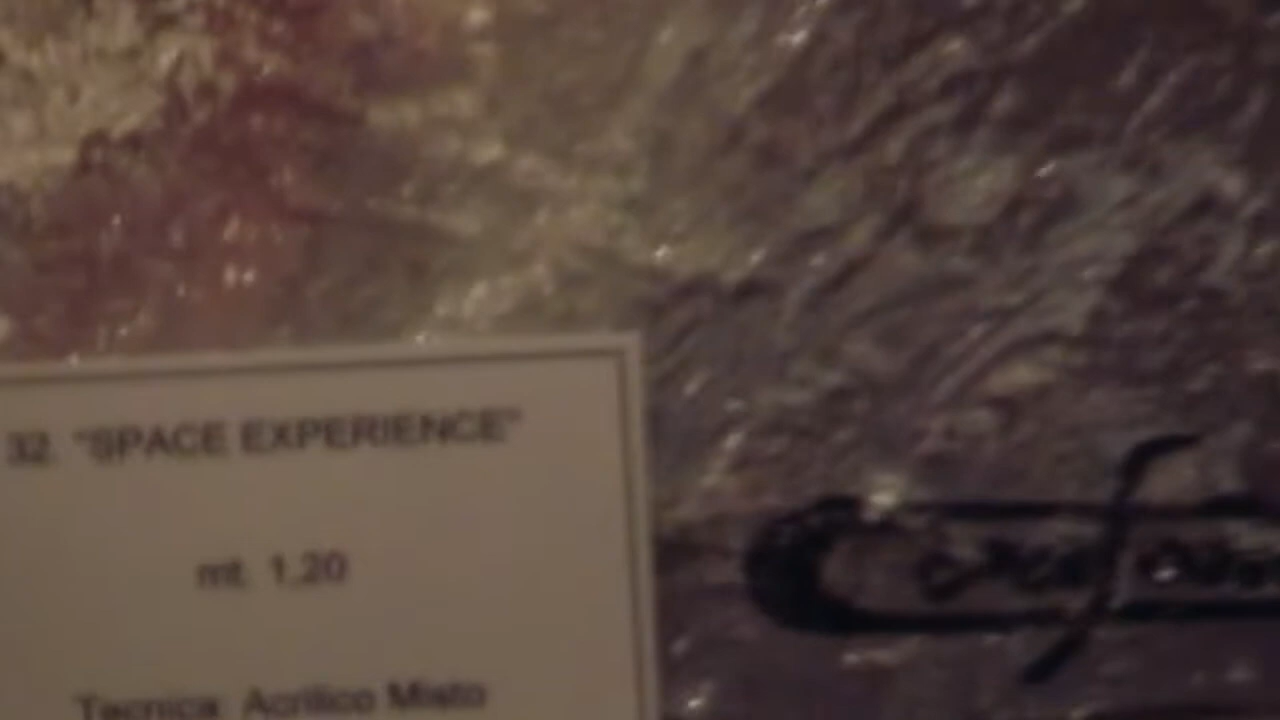 32. "SPACE EXPERIENCE"
mt. 1,20
Tecnica: Acrilico Misto